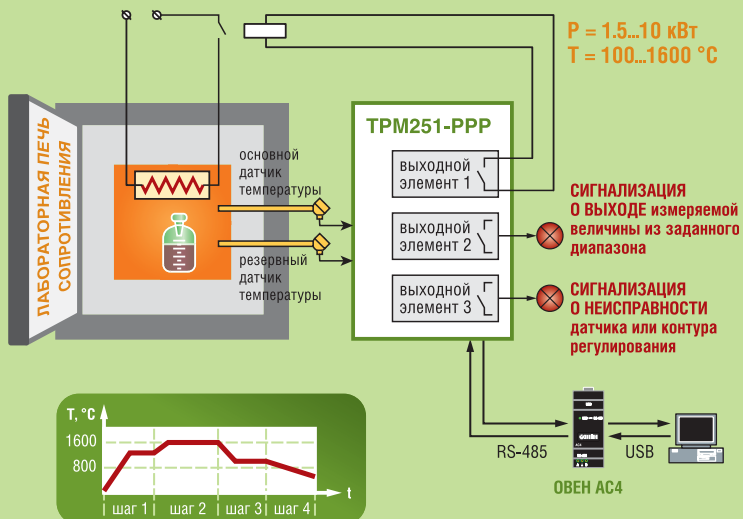 P = 1.5...10 кВт
T = 100...1600 °C
ЛАБОРАТОРНАЯ ПЕЧЬ
СОПРОТИВЛЕНИЯ
основной
датчик
температуры
резервный
датчик
температуры
ТРМ251-РРР
выходной
элемент 1
выходной
элемент 2
выходной
элемент 3
СИГНАЛИЗАЦИЯ
О ВЫХОДЕ измеряемой
величины из заданного
диапазона
СИГНАЛИЗАЦИЯ
О НЕИСПРАВНОСТИ
датчика или контура
регулирования
RS-485
USB
AC4
ОВЕН АС4
T, °C
1600
800
t
шаг 1
шаг 2
шаг 3
шаг 4